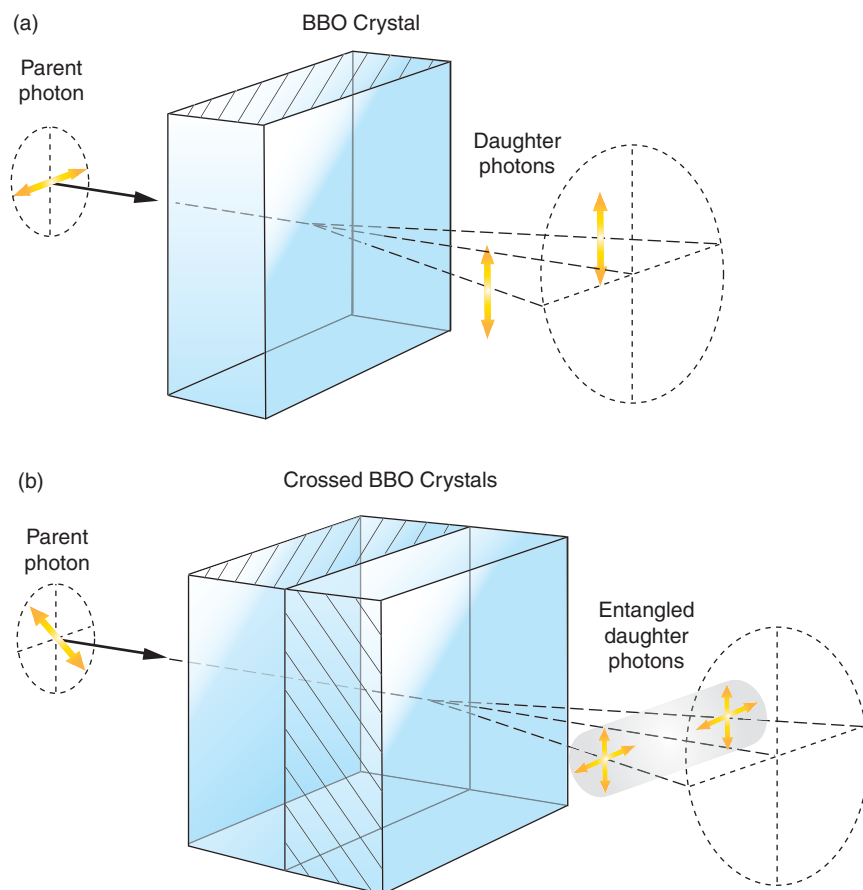 (a)
BBO Crystal
Parent
photon
Daughter
photons
(b)
Crossed BBO Crystals
Parent
photon
Entangled
daughter
photons